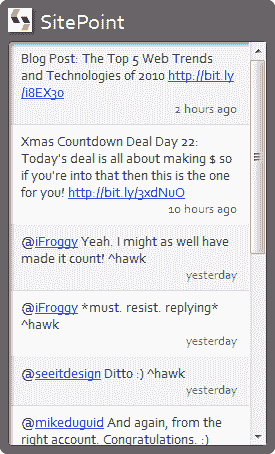 SitePoint
Blog Post: The Top 5 Web Trends
and Technologies of 2010 http://bit.ly
/i8EX3o
2 hours ago
Xmas Countdown Deal Day 22:
Today's deal is all about making $ so
if you're into that then this is the one
for you! http://bit.ly/3xdNuO
10 hours ago
@iFroggy Yeah. I might as well have
made it count! ^hawk
yesterday
@iFroggy *must. resist. replying*
^hawk
yesterday
@seeitdesign Ditto :) ^hawk
yesterday
@mikeduguid And again, from the
right account. Congratulations. :)